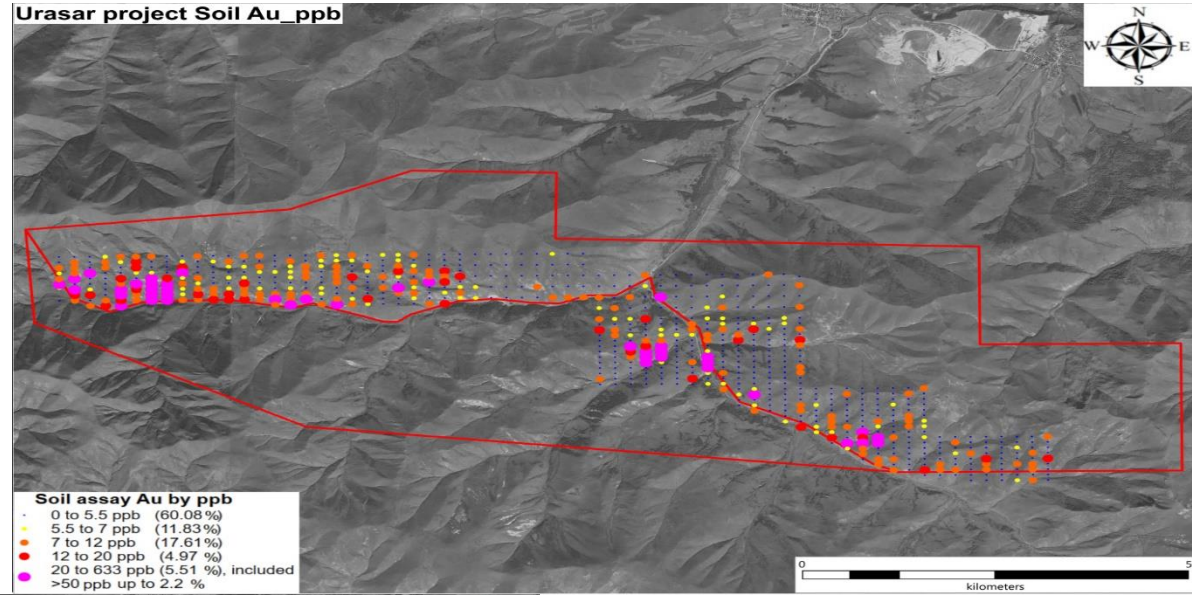 Urasar project Soil Au_ppb
N
W E
S
Soil assay Au by ppb
0 to 5.5 ppb (60.08%)
5.5 to 7 ppb (11.83%)
7 to 12 ppb (17.61%)
12 to 20 ppb (4.97 %)
20 to 633 ppb (5.51 %), included
>50 ppb up to 2.2 %
0 5
kilometers